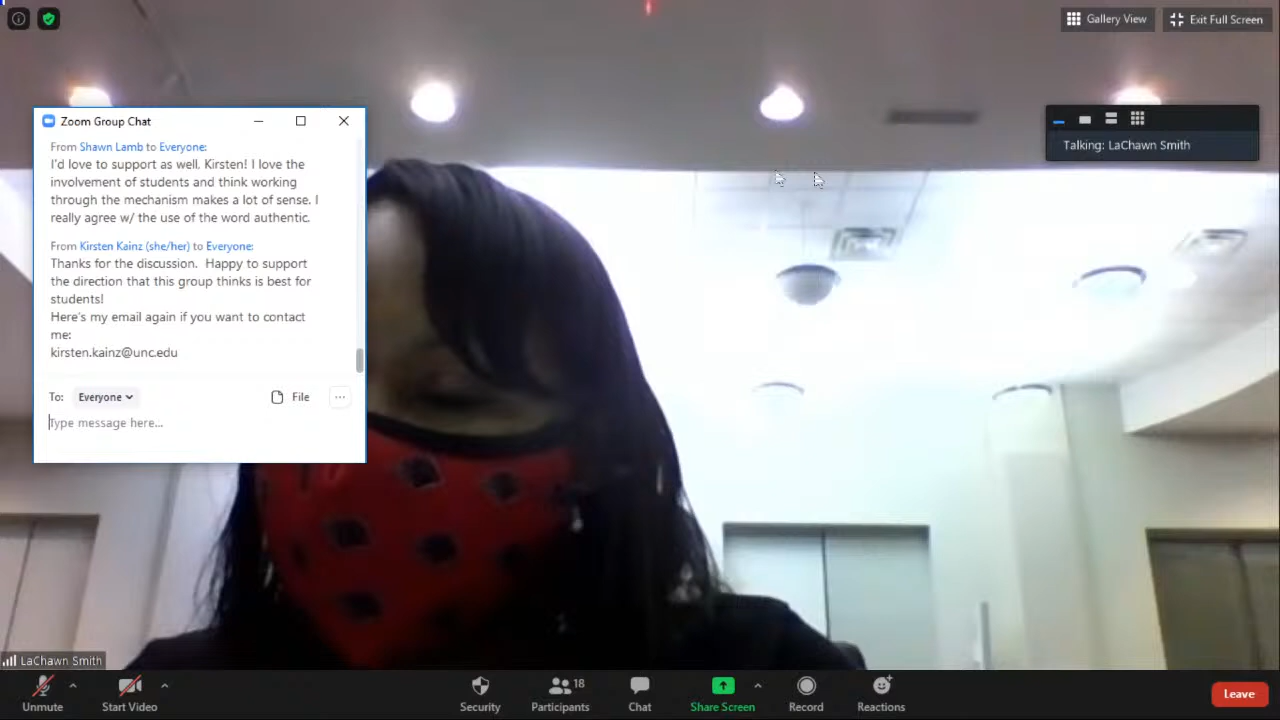 Gallery View
Exit Full Screen
Zoom Group Chat
From Shawn Lamb to Everyone:
I'd love to support as well, Kirsten! I love the
involvement of students and think working
through the mechanism makes a lot of sense. I
really agree w/ the use of the word authentic.
From Kirsten Kainz (she/her) to Everyone:
Thanks for the discussion.  Happy to support
the direction that this group thinks is best for
students!
Here's my email again if you want to contact
me:
kirsten.kainz@unc.edu
To: Everyone
File
Type message here...
Talking: LaChawn Smith
LaChawn Smith
Unmute
Start Video
Security
Participants
18
Chat
Share Screen
Record
Reactions
Leave